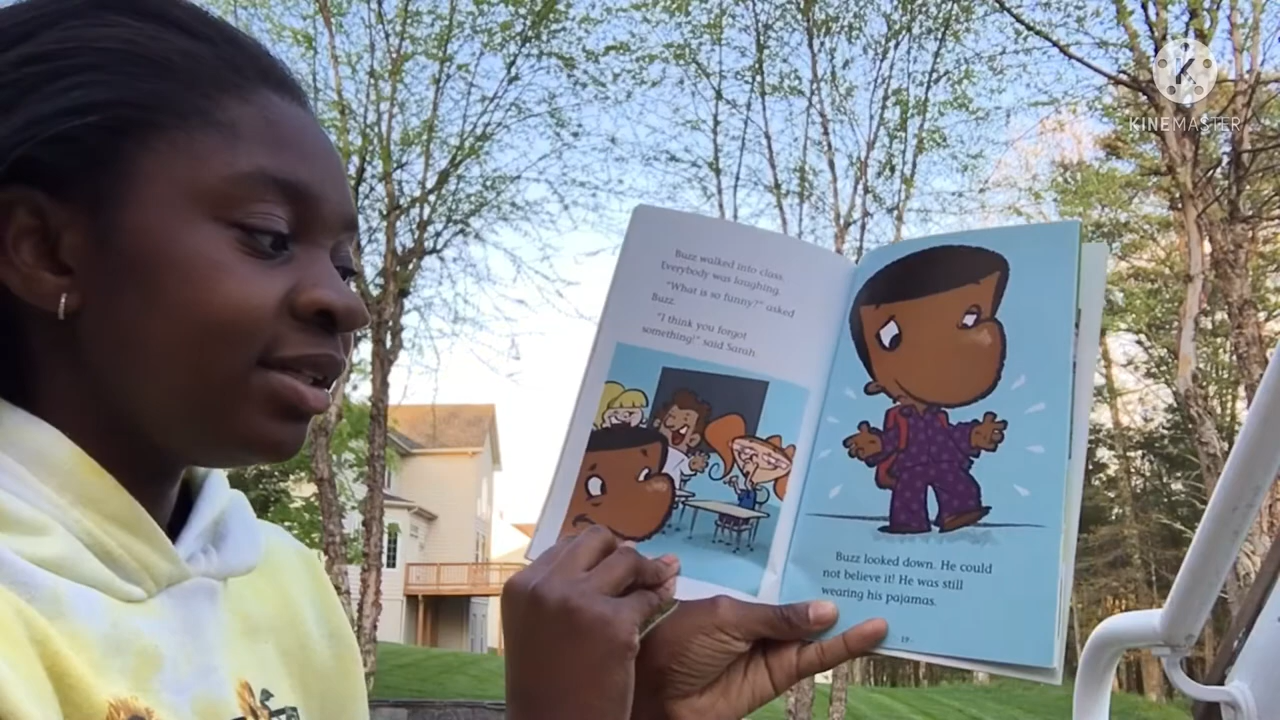 Buzz walked into class.
Everybody was laughing.
"What is so funny?" asked
Buzz.
"I think you forgot
something!" said Sarah.
Buzz looked down. He could
not believe it! He was still
wearing his pajamas.
- 19 -
K
KINEMASTER